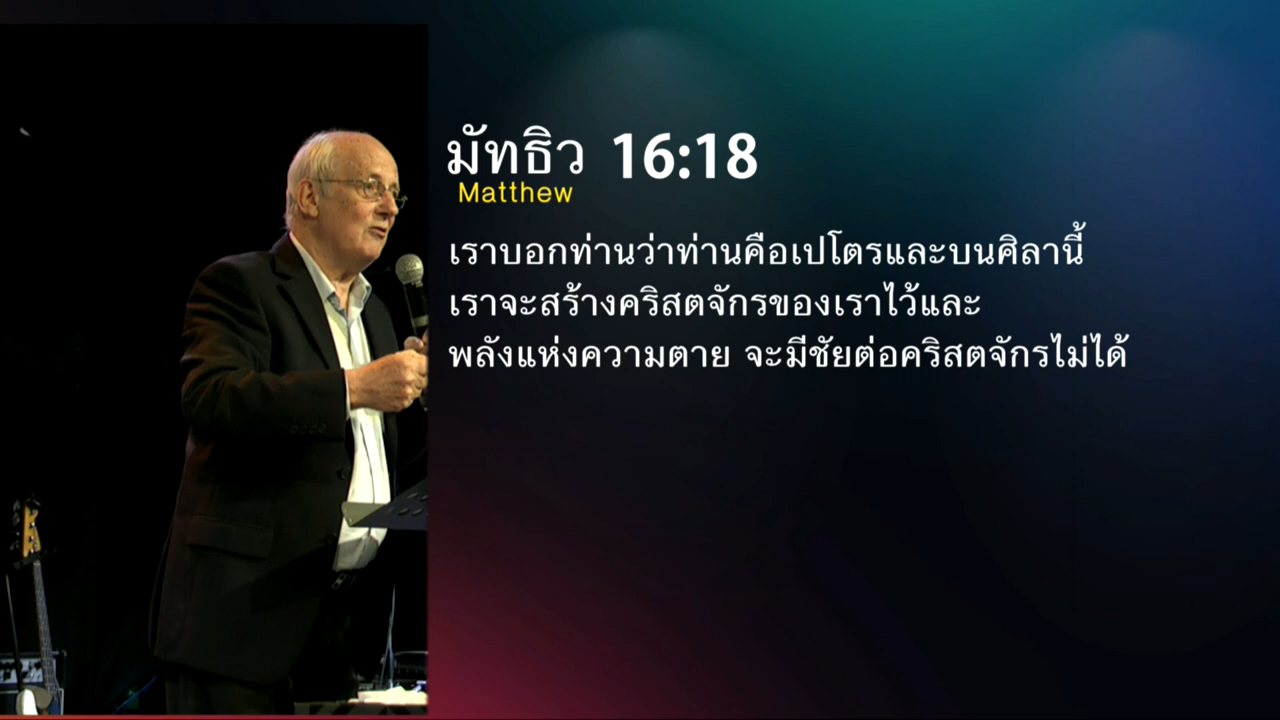 มัทธิว 16:18
Matthew
เราบอกท่านว่าท่านคือเปโตรและบนศิลานี้
เราจะสร้างคริสตจักรของเราไว้และ
พลังแห่งความตาย จะมีชัยต่อคริสตจักรไม่ได้